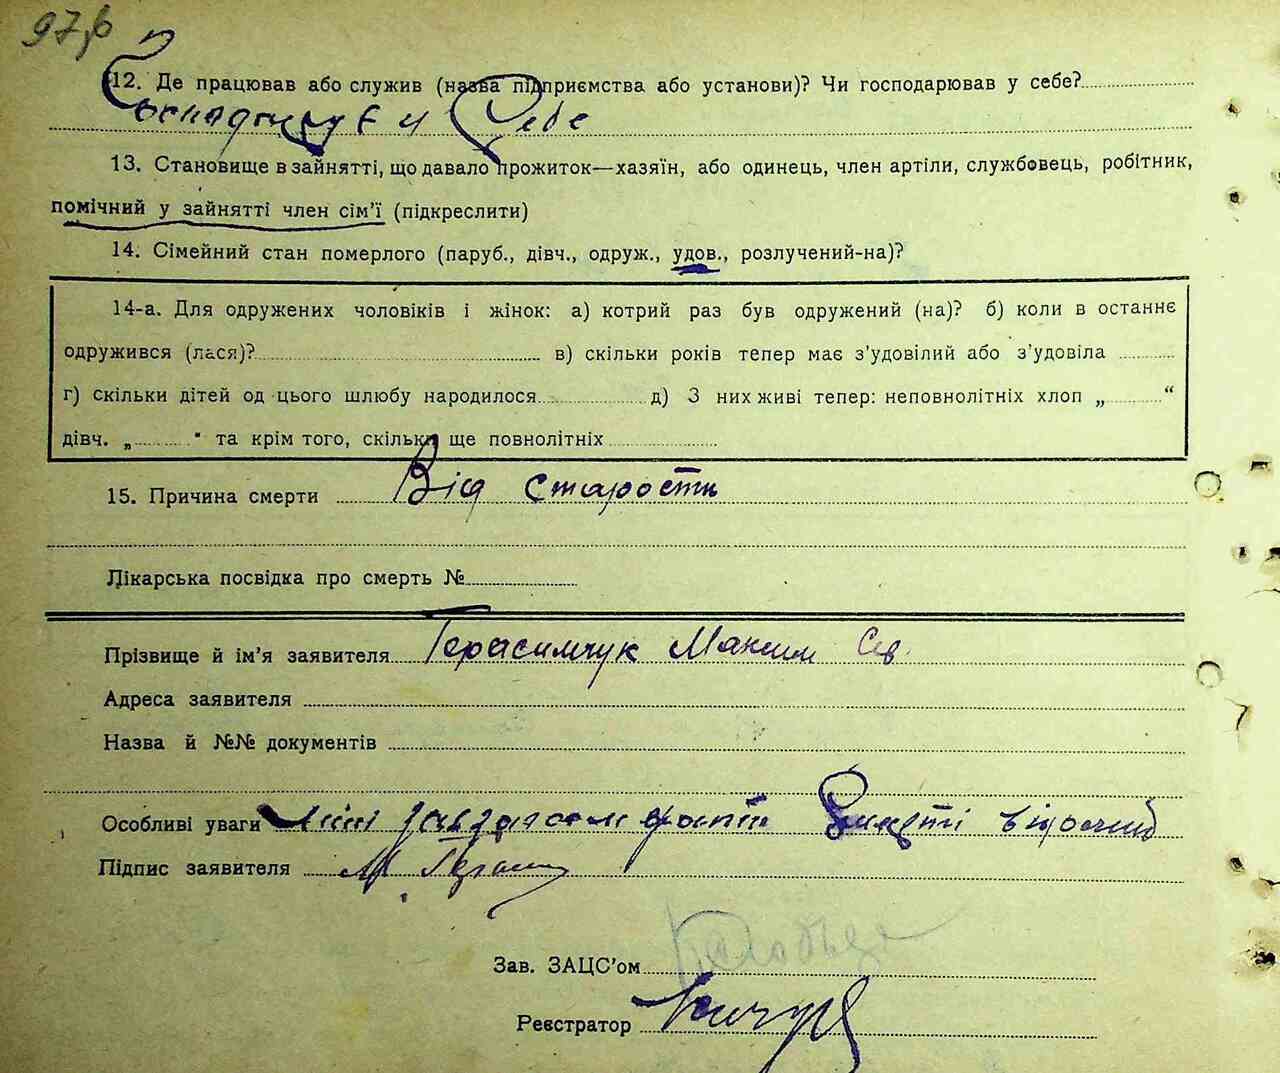 97,б
12. Де працював або служив (назва підприємства або установи)? Чи господарював у себе?
Господарує у Себе
13. Становище в зайнятті, що давало прожиток—хазяїн, або одинець, член артіли, службовець, робітник,
помічний у зайнятті член сім'ї (підкреслити)
14. Сімейний стан померлого (паруб., дівч., одруж., удов., розлучений-на)?
14-а. Для одружених чоловіків і жінок: а) котрий раз був одружений (на)? б) коли в останнє
одружився (лася)? в) скільки років тепер має з'удовілий або з'удовіла
г) скільки дітей од цього шлюбу народилося д) З них живі тепер: неповнолітніх хлоп „ “
дівч. „ “ та крім того, скільки ще повнолітніх
15. Причина смерти Від старости
Лікарська посвідка про смерть №
Прізвище й ім'я заявителя Герасимчук Максим
Адреса заявителя
Назва й №№ документів
Особливі уваги
Підпис заявителя
Зав. ЗАЦС'ом
Реєстратор